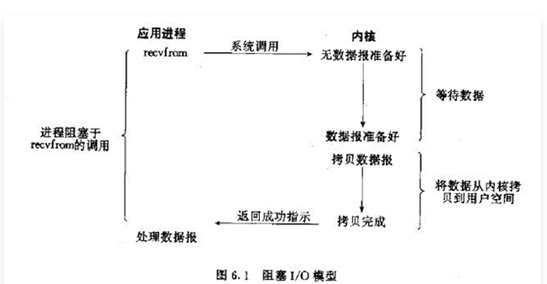 应用进程
内核
recvfrom
系统调用
无数据报准备好
等待数据
进程阻塞于
recvfrom的调用
数据报准备好
拷贝数据报
将数据从内核拷
贝到用户空间
返回成功指示
拷贝完成
处理数据报
图 6.1 阻塞 I/O 模型